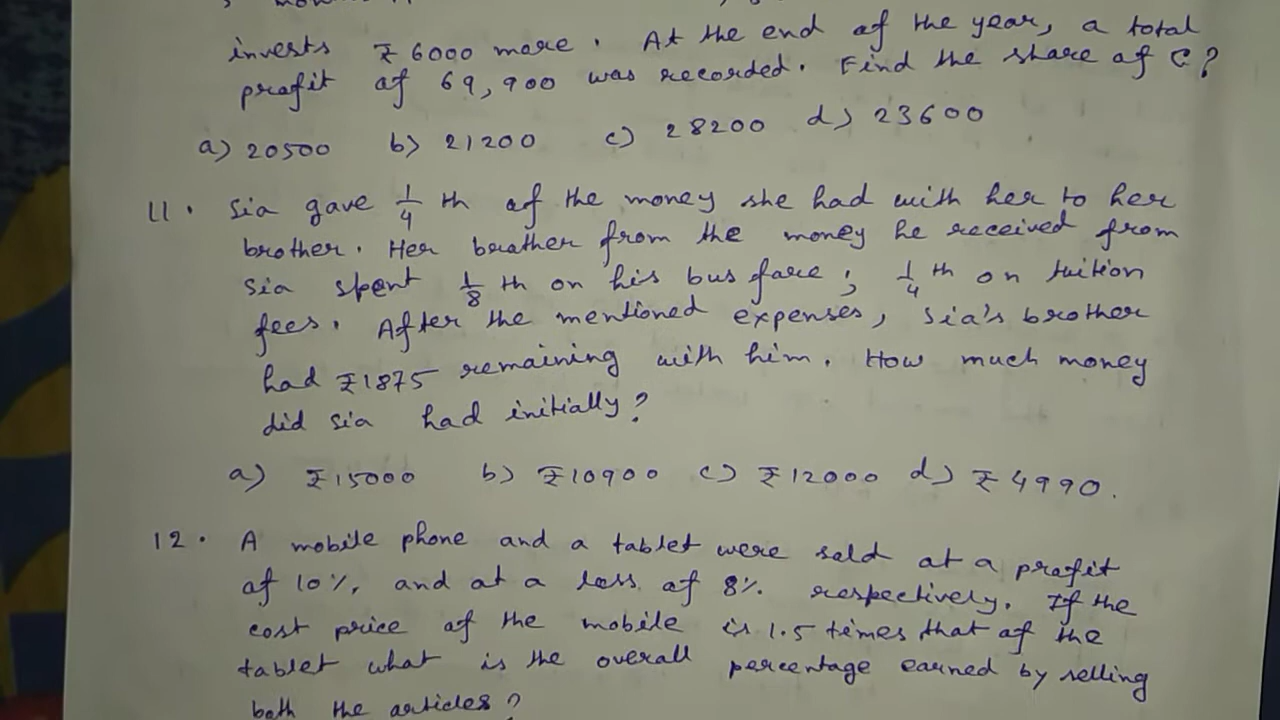 invests ₹6000 more. At the end of the year, a total
profit of 69,900 was recorded. Find the share of C?
a) 20500 b) 21200 c) 28200 d) 23600
11. Sia gave 1/4 th of the money she had with her to her
brother. Her brother from the money he received from
Sia spent 1/8 th on his bus fare; 1/4 th on tuition
fees. After the mentioned expenses, Sia's brother
had ₹1875 remaining with him. How much money
did Sia had initially?
a) ₹15000 b) ₹10900 c) ₹12000 d) ₹4990.
12. A mobile phone and a tablet were sold at a profit
of 10%, and at a loss of 8%. respectively. If the
cost price of the mobile is 1.5 times that of the
tablet what is the overall percentage earned by selling
both the articles?